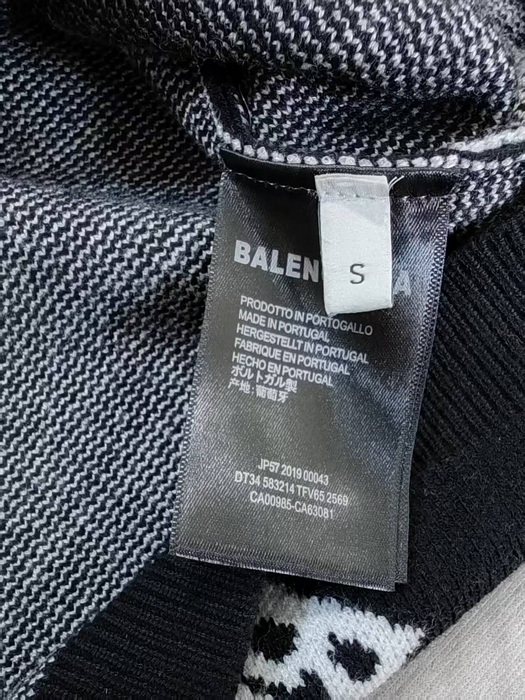 BALEN A
S
PRODOTTO IN PORTOGALLO
MADE IN PORTUGAL
HERGESTELLT IN PORTUGAL
FABRIQUE EN PORTUGAL
HECHO EN PORTUGAL
ポルトガル製
产地:葡萄牙
JP57 2019 00043
DT34 583214 TFV65 2569
CA00985-CA63081